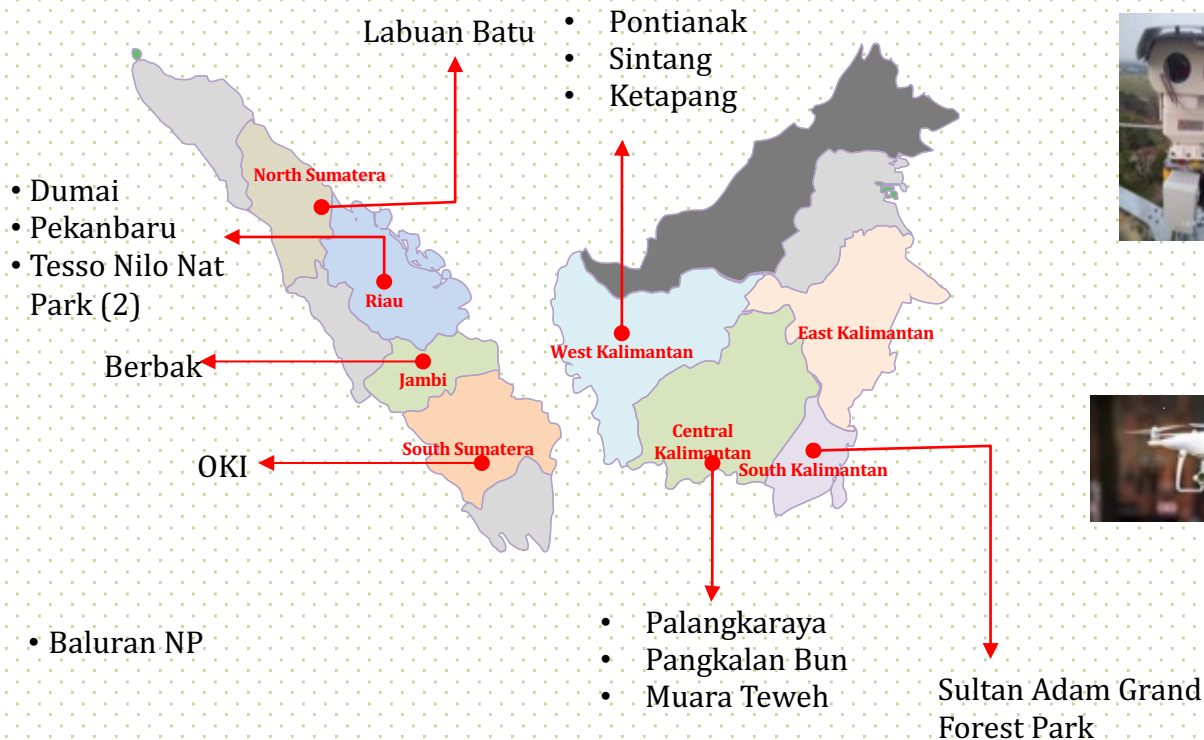 Labuan Batu
• Pontianak
• Sintang
• Ketapang
North Sumatera
• Dumai
• Pekanbaru
• Tesso Nilo Nat
Park (2)
Riau
West Kalimantan
East Kalimantan
Berbak
Jambi
South Sumatera
OKI
Central
Kalimantan
South Kalimantan
• Baluran NP
• Palangkaraya
• Pangkalan Bun
• Muara Teweh
Sultan Adam Grand
Forest Park